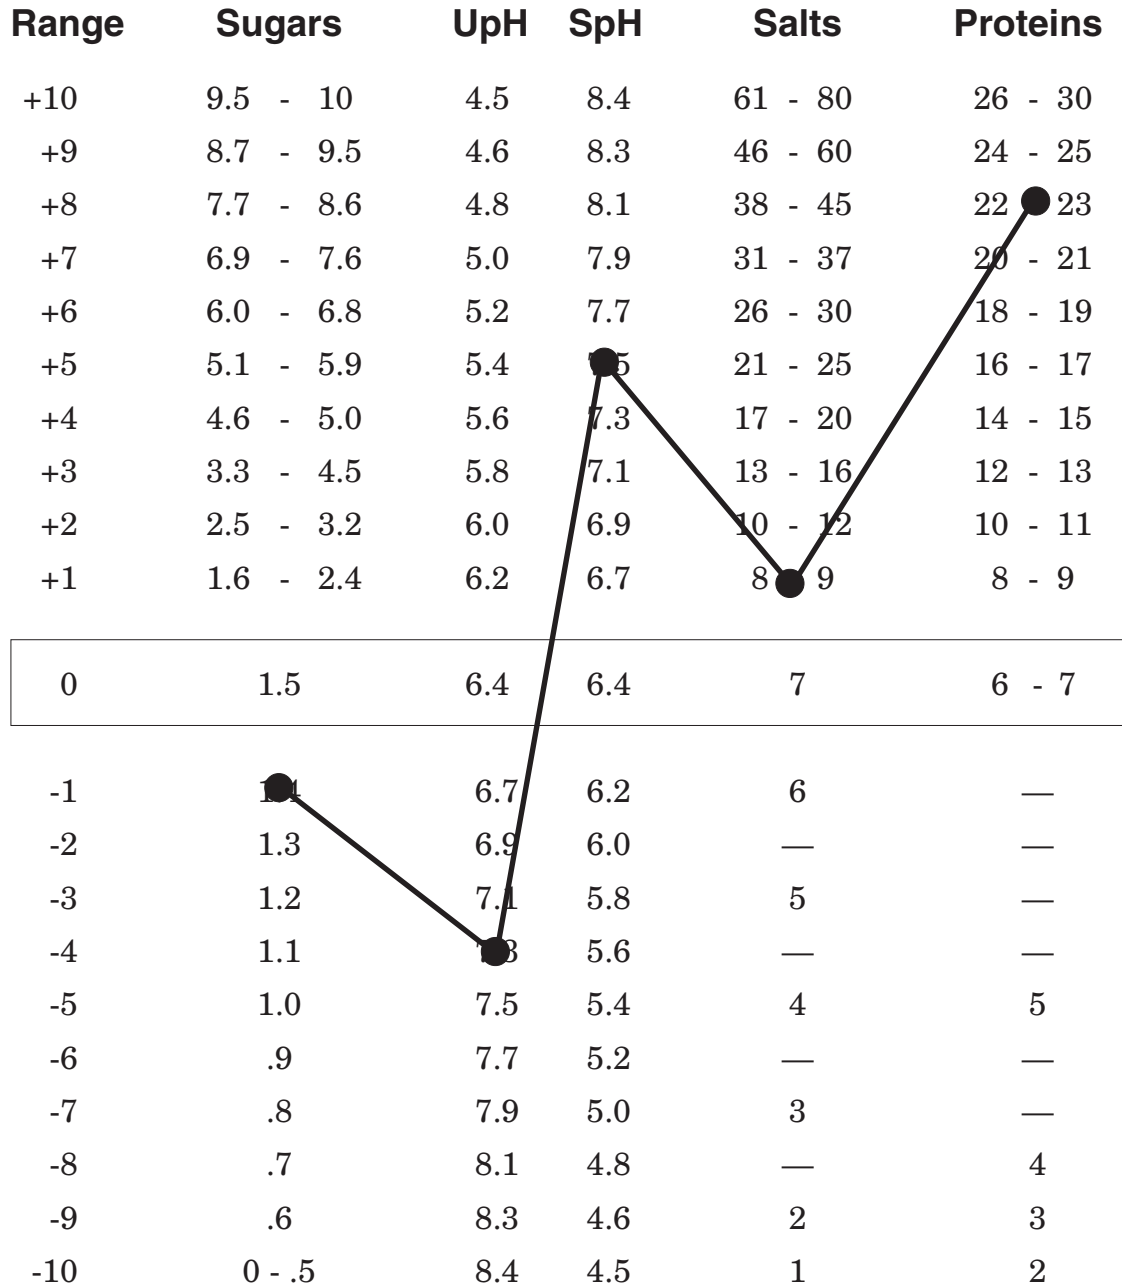 Range Sugars UpH SpH Salts Proteins
+10 9.5 - 10 4.5 8.4 61 - 80 26 - 30
+9 8.7 - 9.5 4.6 8.3 46 - 60 24 - 25
+8 7.7 - 8.6 4.8 8.1 38 - 45 22 23
+7 6.9 - 7.6 5.0 7.9 31 - 37 20 - 21
+6 6.0 - 6.8 5.2 7.7 26 - 30 18 - 19
+5 5.1 - 5.9 5.4 7.5 21 - 25 16 - 17
+4 4.6 - 5.0 5.6 7.3 17 - 20 14 - 15
+3 3.3 - 4.5 5.8 7.1 13 - 16 12 - 13
+2 2.5 - 3.2 6.0 6.9 10 - 12 10 - 11
+1 1.6 - 2.4 6.2 6.7 8 9 8 - 9
0 1.5 6.4 6.4 7 6 - 7
-1 1.4 6.7 6.2 6 —
-2 1.3 6.9 6.0 — —
-3 1.2 7.1 5.8 5 —
-4 1.1 7.3 5.6 — —
-5 1.0 7.5 5.4 4 5
-6 .9 7.7 5.2 — —
-7 .8 7.9 5.0 3 —
-8 .7 8.1 4.8 — 4
-9 .6 8.3 4.6 2 3
-10 0 - .5 8.4 4.5 1 2